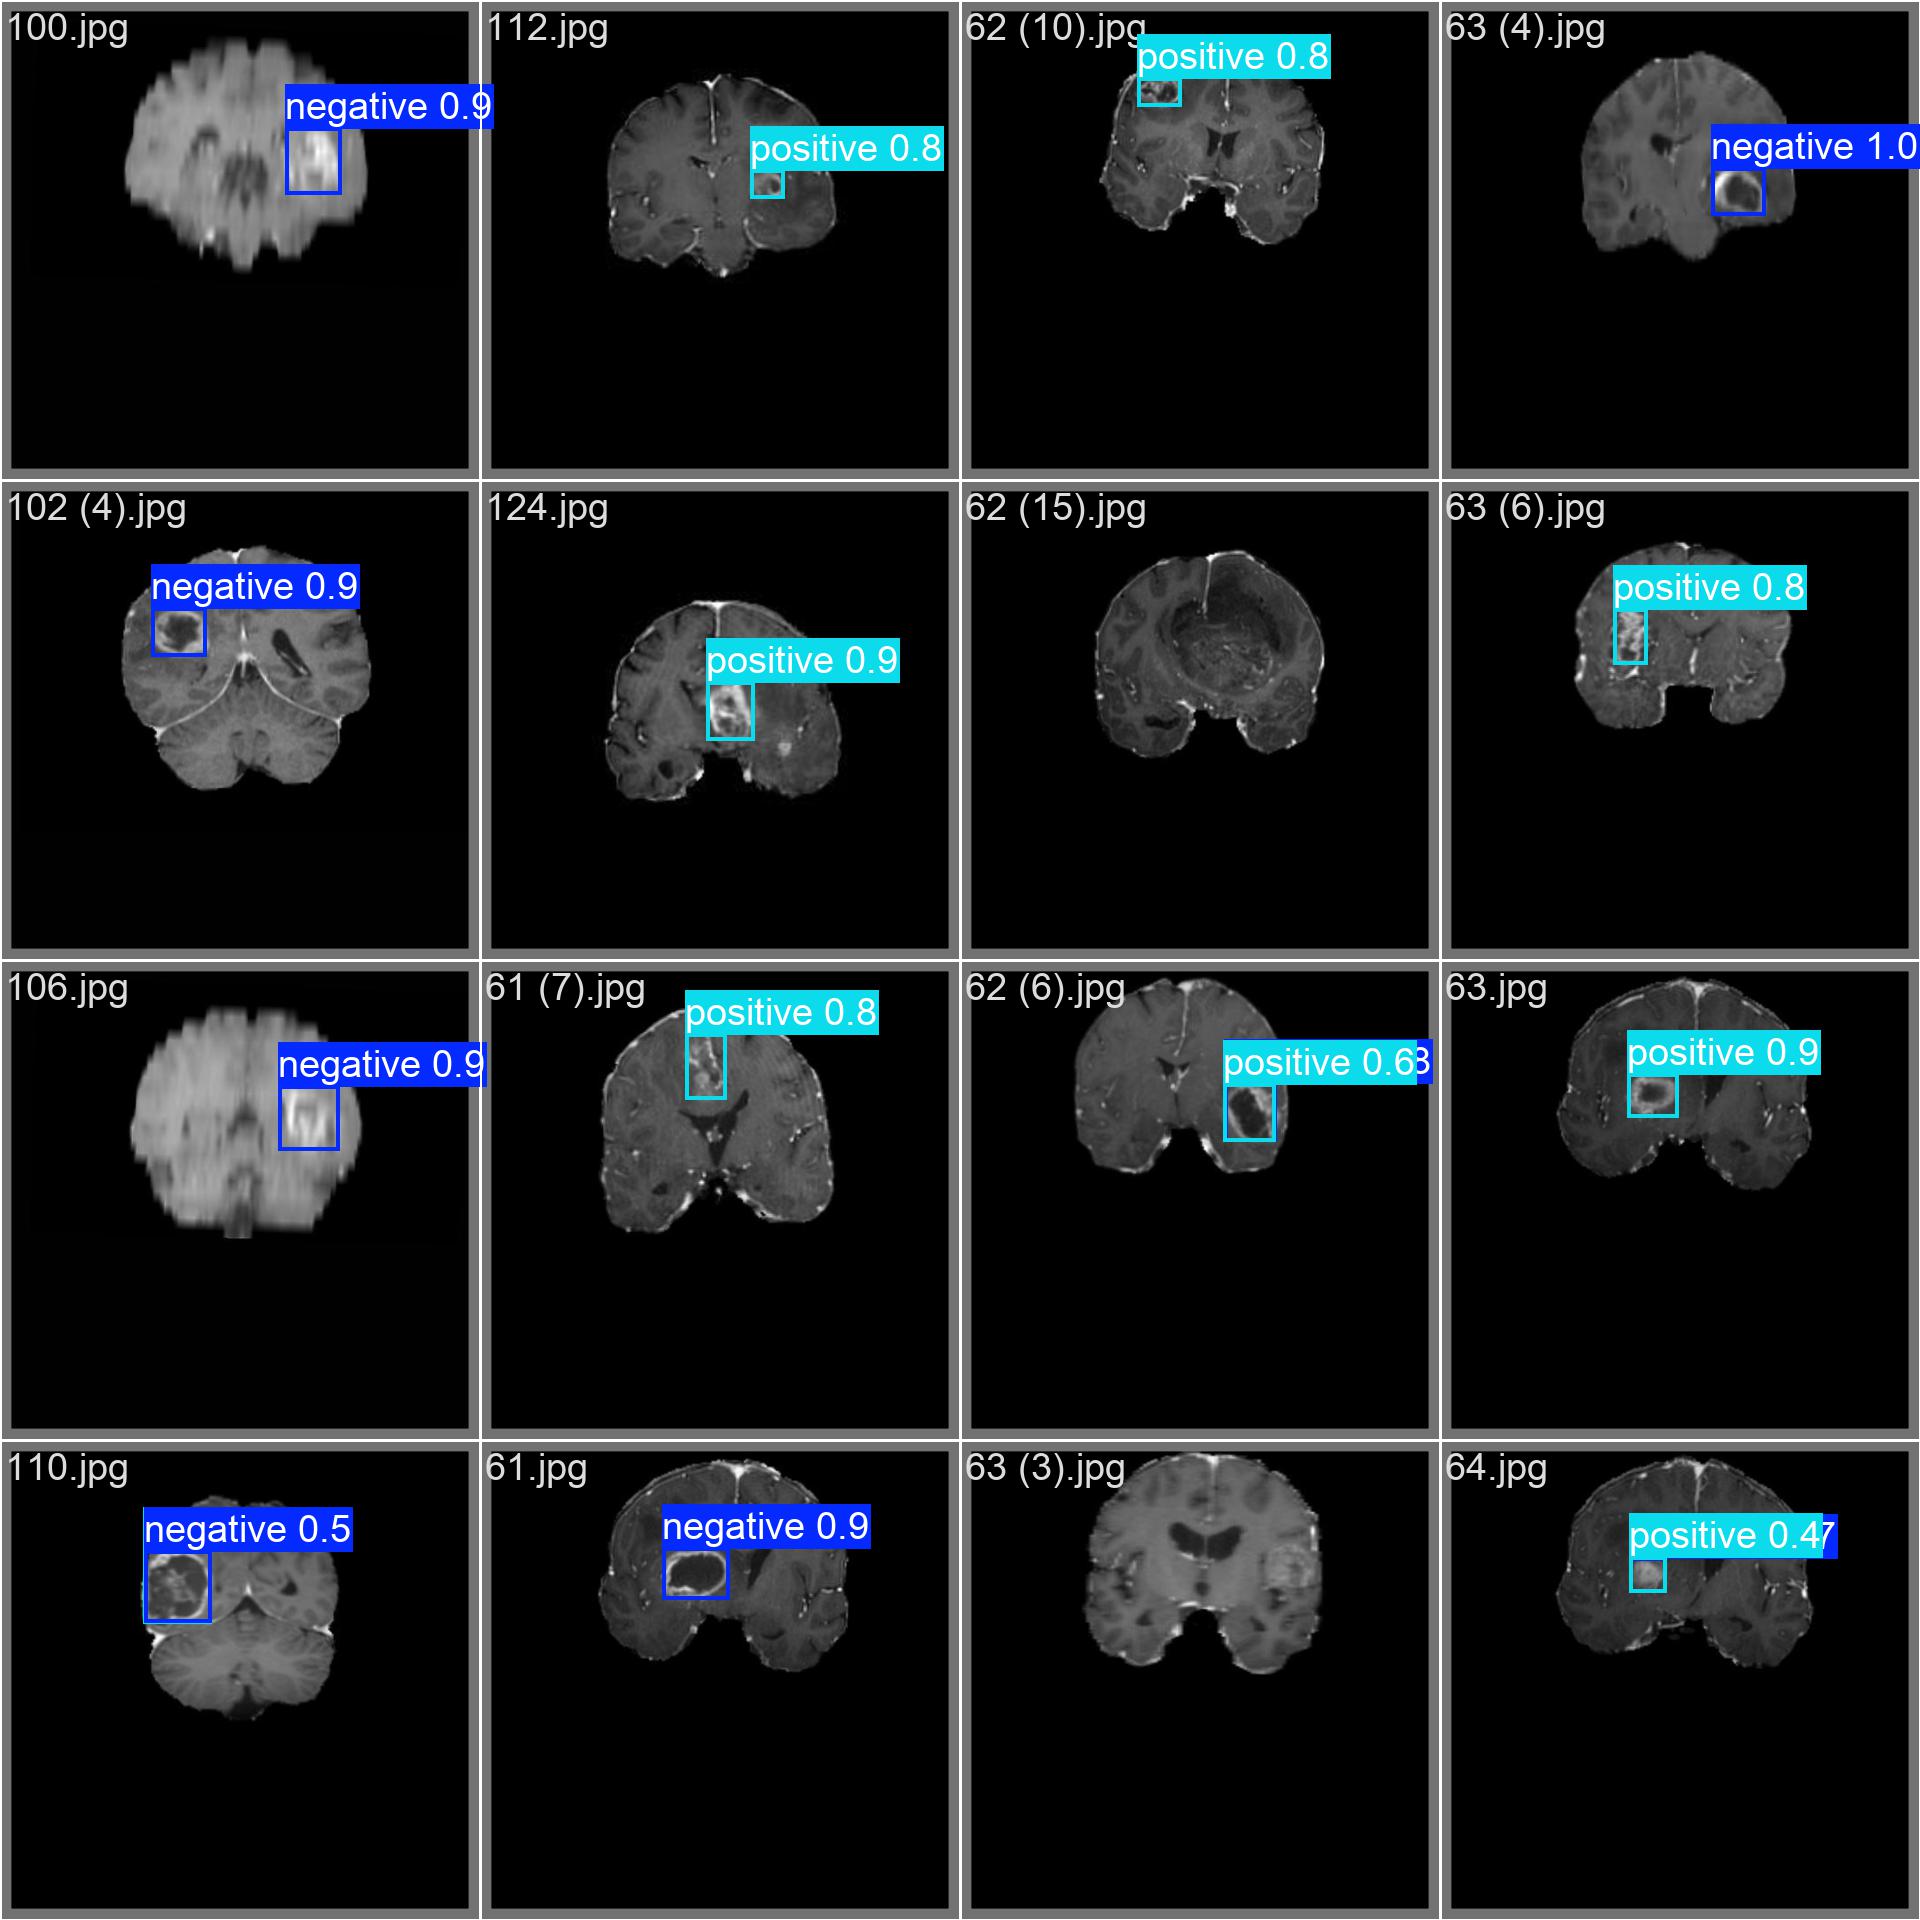 100.jpg
negative 0.9
112.jpg
positive 0.8
62 (10).jpg
positive 0.8
63 (4).jpg
negative 1.0
102 (4).jpg
negative 0.9
124.jpg
positive 0.9
62 (15).jpg
63 (6).jpg
positive 0.8
106.jpg
negative 0.9
61 (7).jpg
positive 0.8
62 (6).jpg
positive 0.6
63.jpg
positive 0.9
110.jpg
negative 0.5
61.jpg
negative 0.9
63 (3).jpg
64.jpg
positive 0.4